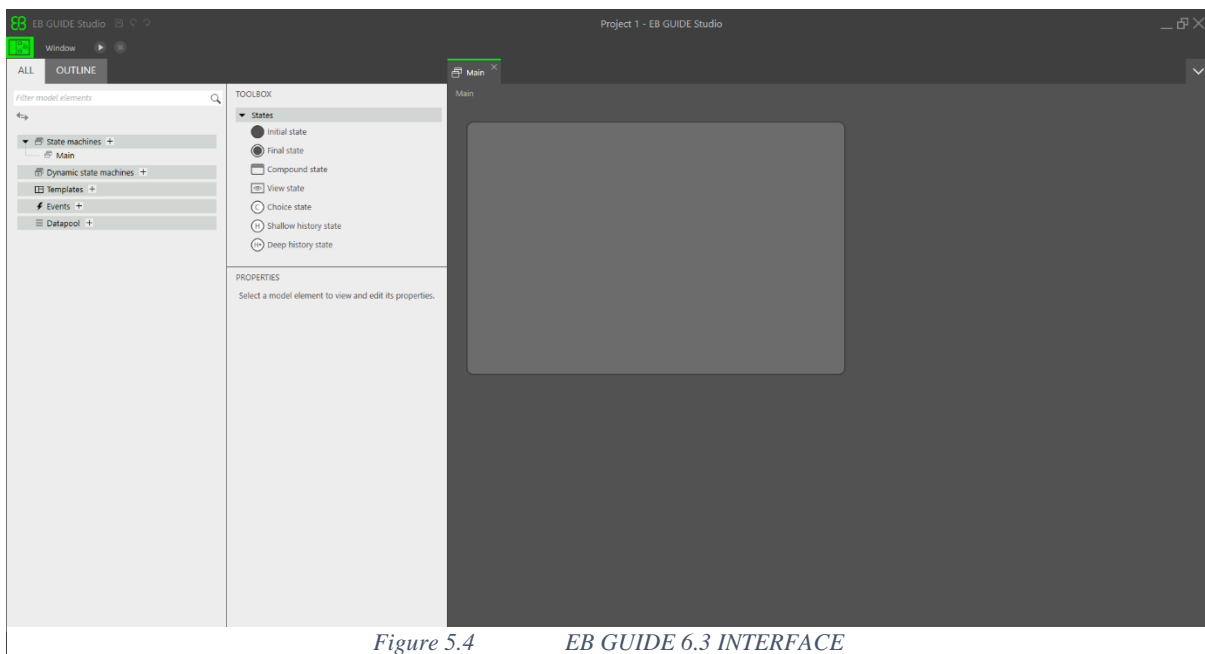 EB GUIDE Studio
Project 1 - EB GUIDE Studio
Window
ALL OUTLINE
Main
Filter model elements
State machines +
Main
Dynamic state machines +
Templates +
Events +
Datapool +
TOOLBOX
States
Initial state
Final state
Compound state
View state
C Choice state
H Shallow history state
H* Deep history state
PROPERTIES
Select a model element to view and edit its properties.
Main
Figure 5.4 EB GUIDE 6.3 INTERFACE